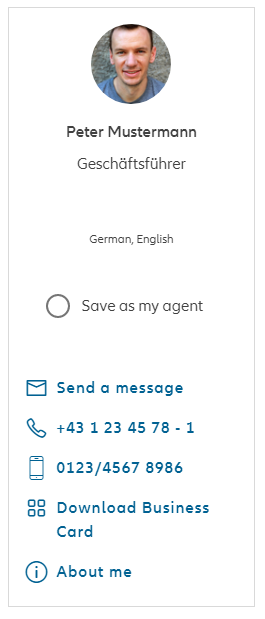 Peter Mustermann
Geschäftsführer
German, English
Save as my agent
Send a message
+43 1 23 45 78 - 1
0123/4567 8986
Download Business
Card
About me